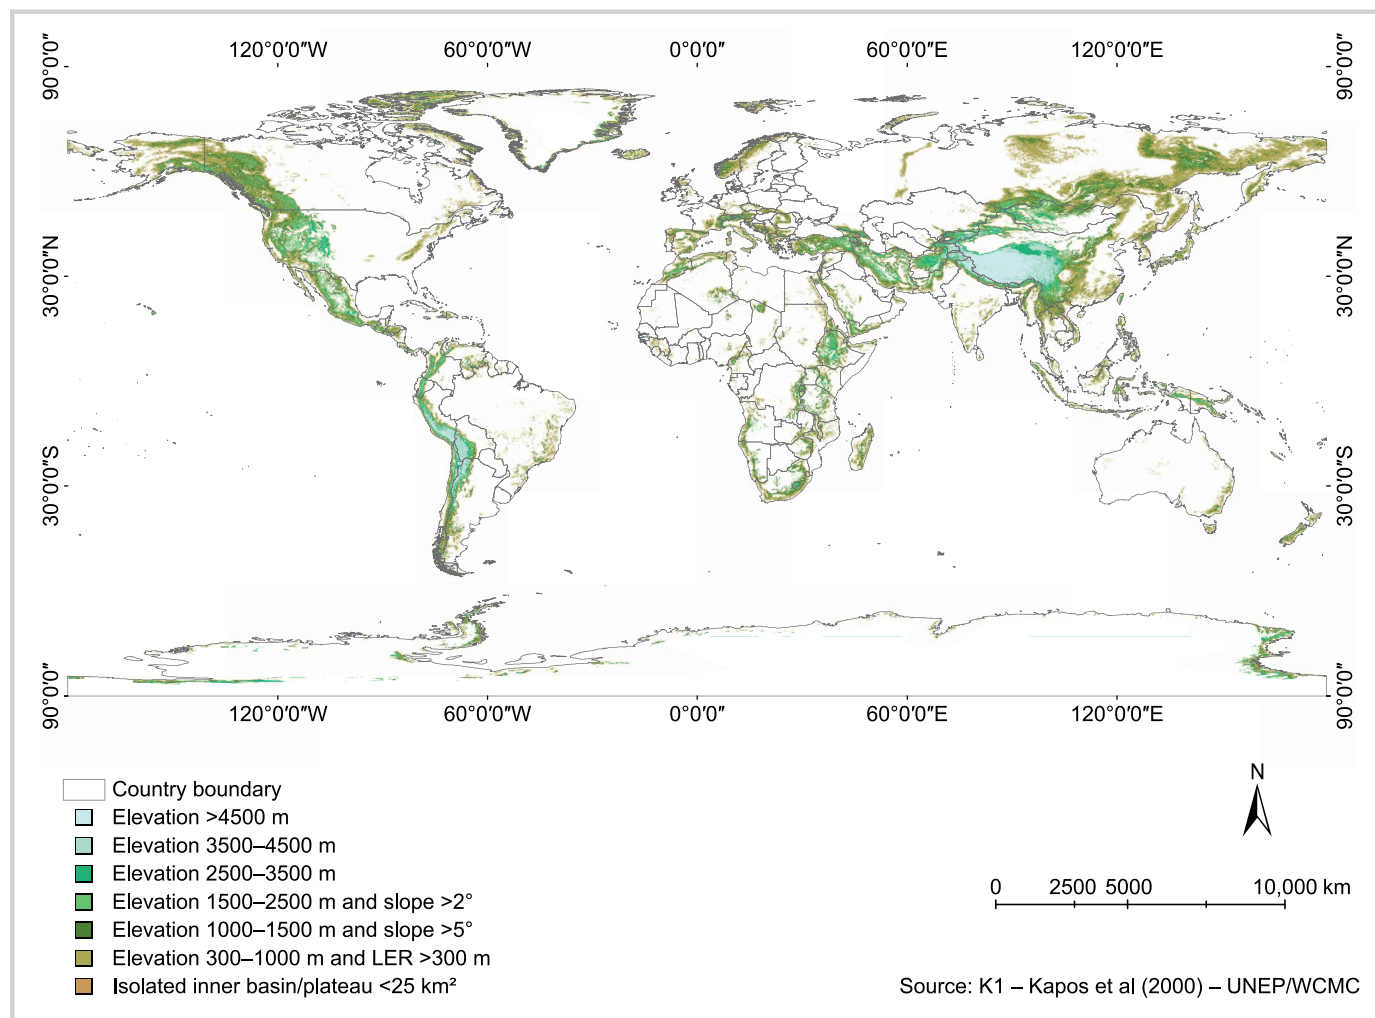 120°0′0″W 60°0′0″W 0°0′0″ 60°0′0″E 120°0′0″E
90°0′0″ 90°0′0″
30°0′0″N 30°0′0″N
30°0′0″S 30°0′0″S
90°0′0″ 90°0′0″
120°0′0″W 60°0′0″W 0°0′0″ 60°0′0″E 120°0′0″E
Country boundary
Elevation >4500 m
Elevation 3500–4500 m
Elevation 2500–3500 m
Elevation 1500–2500 m and slope >2°
Elevation 1000–1500 m and slope >5°
Elevation 300–1000 m and LER >300 m
Isolated inner basin/plateau <25 km²
N
0 2500 5000 10,000 km
Source: K1 – Kapos et al (2000) – UNEP/WCMC